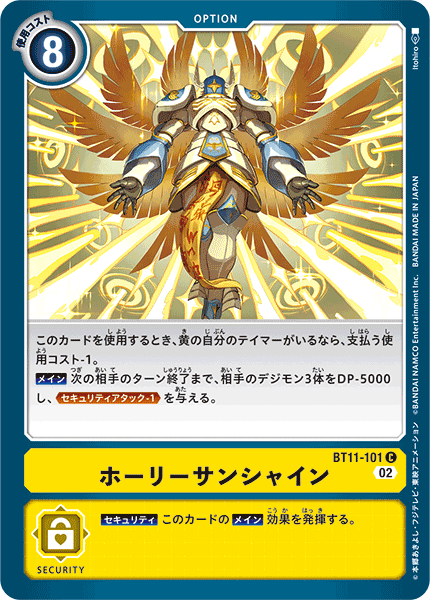 OPTION
使用コスト
8
Itohiro
このカードを使用するとき、黄の自分のテイマーがいるなら、支払う使
用コスト-1。
メイン 次の相手のターン終了まで、相手のデジモン3体をDP-5000
し、セキュリティアタック-1 を与える。
BT11-101 C
ホーリーサンシャイン
02
セキュリティ このカードの メイン 効果を発揮する。
SECURITY
©本郷あきよし・フジテレビ・東映アニメーション ©BANDAI NAMCO Entertainment Inc. BANDAI MADE IN JAPAN